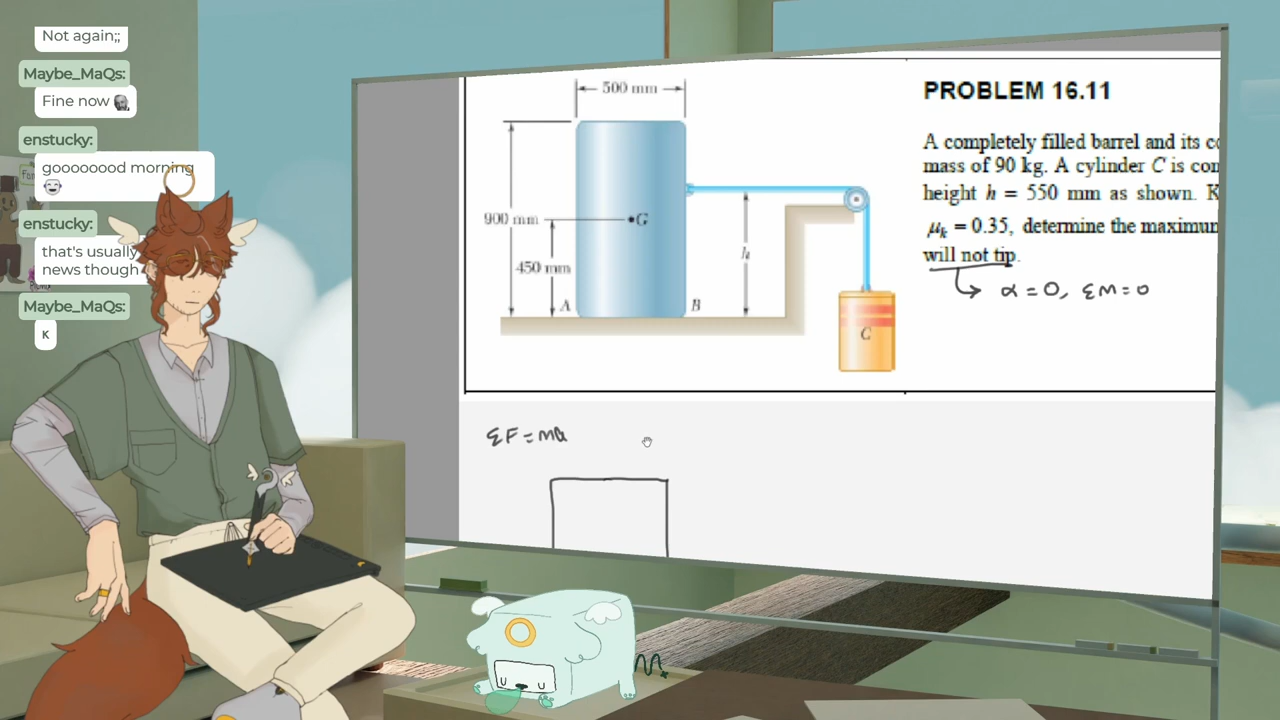 Not again;;
Maybe_MaQs:
Fine now
enstucky:
goooooood morning
enstucky:
that's usually
news though
Maybe_MaQs:
K
500 mm
900 mm
G
450 mm
h
A
B
C
PROBLEM 16.11
A completely filled barrel and its co
mass of 90 kg. A cylinder C is con
height h = 550 mm as shown. K
μk = 0.35, determine the maximum
will not tip.
α = 0, ΣM = 0
ΣF = ma